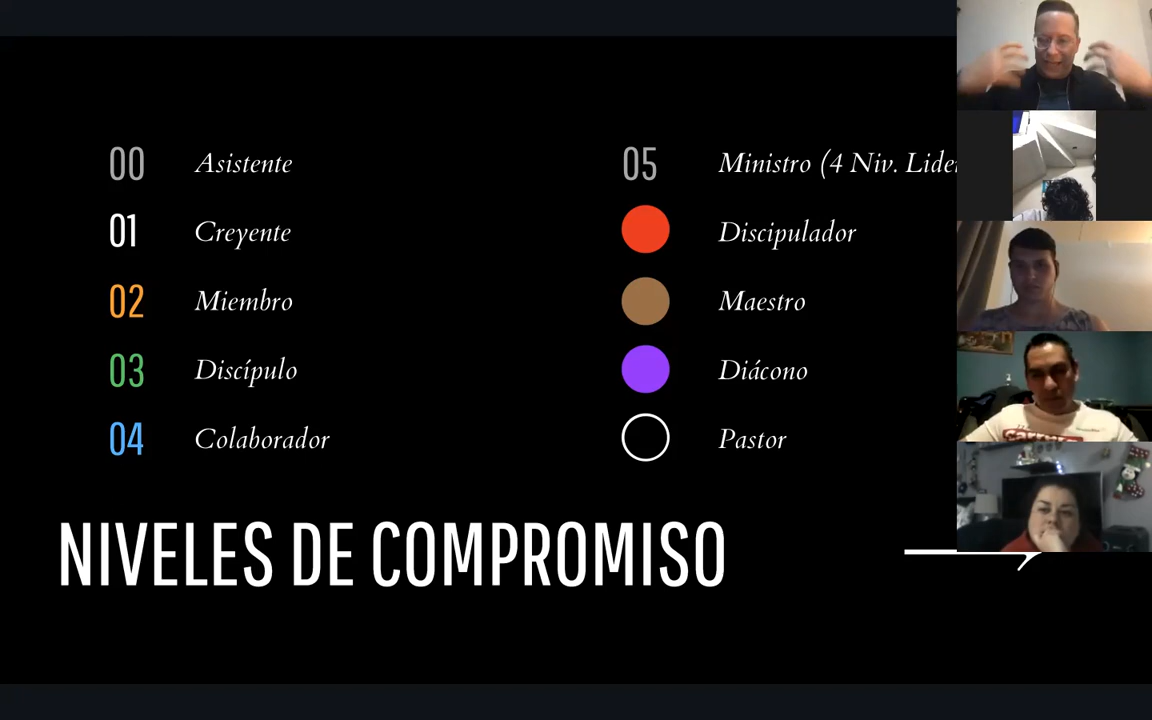 00 Asistente
01 Creyente
02 Miembro
03 Discípulo
04 Colaborador
05 Ministro (4 Niv.
Discipulador
Maestro
Diácono
Pastor
NIVELES DE COMPROMISO